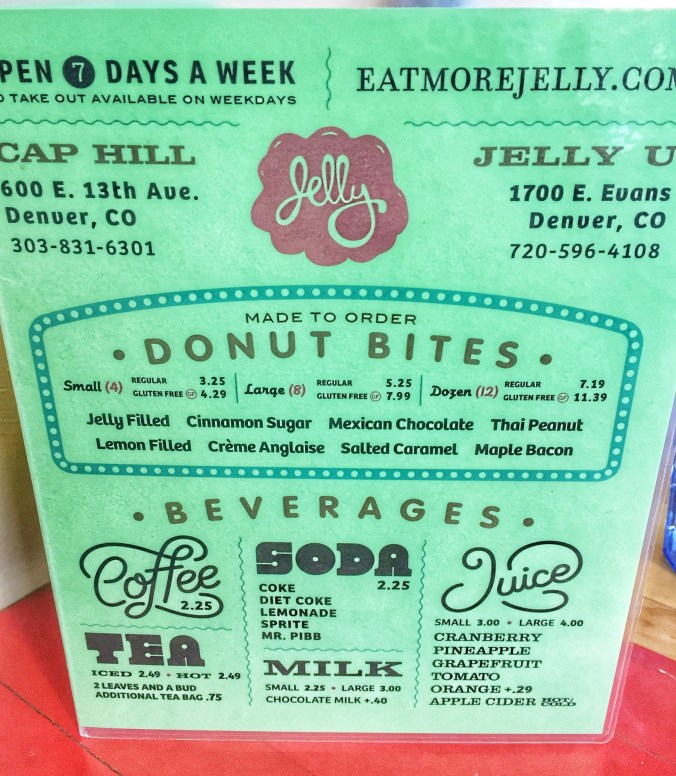 PEN 7 DAYS A WEEK
TAKE OUT AVAILABLE ON WEEKDAYS
EATMOREJELLY.COM
CAP HILL
600 E. 13th Ave.
Denver, CO
303-831-6301
Jelly
JELLY U
1700 E. Evans
Denver, CO
720-596-4108
MADE TO ORDER
• DONUT BITES •
Small (4) REGULAR 3.25
GLUTEN FREE GF 4.29
Large (8) REGULAR 5.25
GLUTEN FREE GF 7.99
Dozen (12) REGULAR 7.19
GLUTEN FREE GF 11.39
Jelly Filled Cinnamon Sugar Mexican Chocolate Thai Peanut
Lemon Filled Crème Anglaise Salted Caramel Maple Bacon
• BEVERAGES •
Coffee
2.25
TEA
ICED 2.49 • HOT 2.49
2 LEAVES AND A BUD
ADDITIONAL TEA BAG .75
SODA
2.25
COKE
DIET COKE
LEMONADE
SPRITE
MR. PIBB
MILK
SMALL 2.25 • LARGE 3.00
CHOCOLATE MILK +.40
Juice
SMALL 3.00 • LARGE 4.00
CRANBERRY
PINEAPPLE
GRAPEFRUIT
TOMATO
ORANGE +.29
APPLE CIDER HOT/COLD